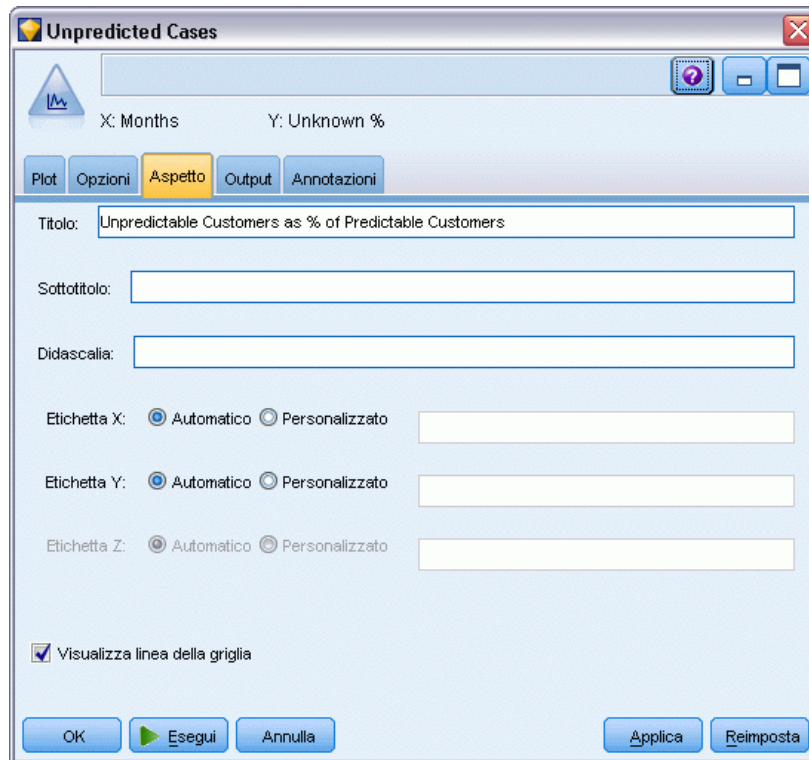 Unpredicted Cases
X: Months Y: Unknown %
Plot Opzioni Aspetto Output Annotazioni
Titolo: Unpredictable Customers as % of Predictable Customers
Sottotitolo:
Didascalia:
Etichetta X: Automatico Personalizzato
Etichetta Y: Automatico Personalizzato
Etichetta Z: Automatico Personalizzato
Visualizza linea della griglia
OK Esegui Annulla Applica Reimposta